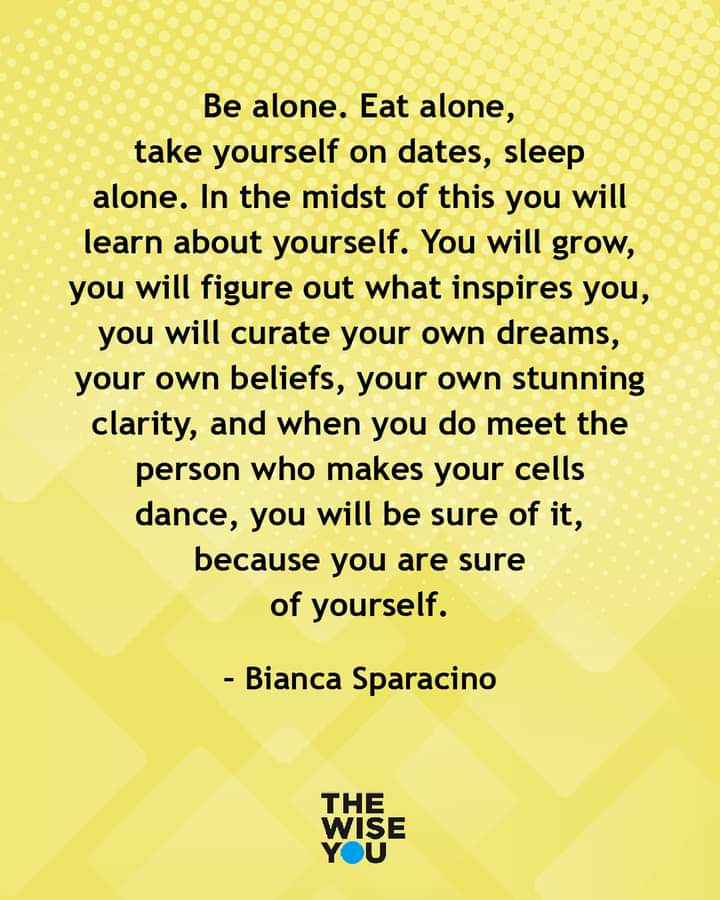 Be alone. Eat alone,
take yourself on dates, sleep
alone. In the midst of this you will
learn about yourself. You will grow,
you will figure out what inspires you,
you will curate your own dreams,
your own beliefs, your own stunning
clarity, and when you do meet the
person who makes your cells
dance, you will be sure of it,
because you are sure
of yourself.
- Bianca Sparacino
THE
WISE
YOU